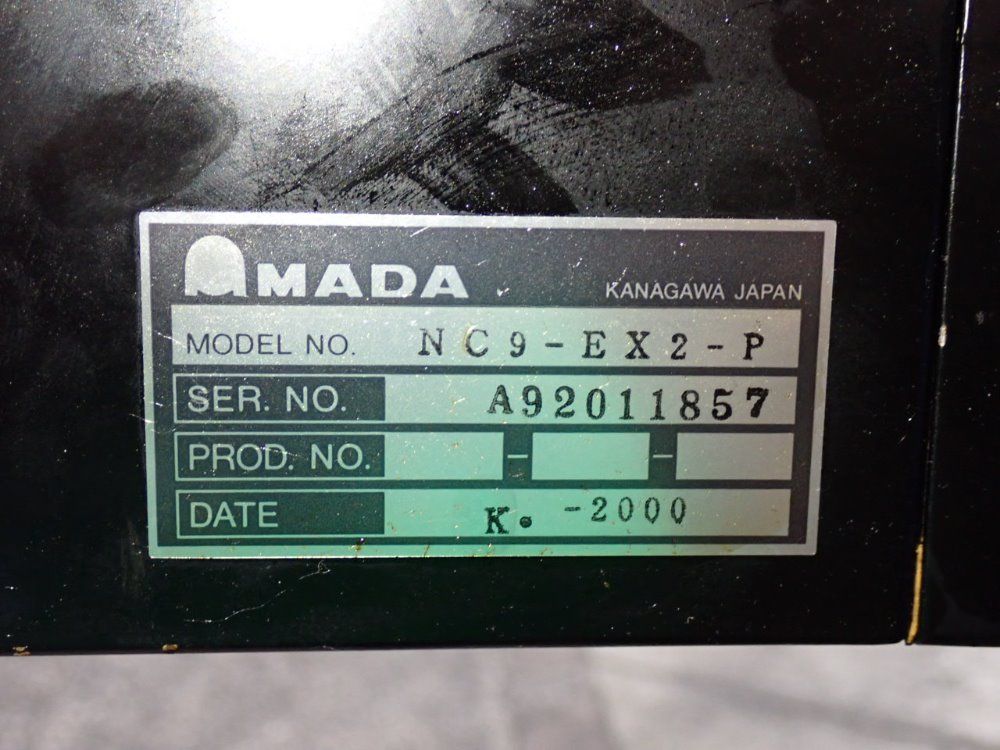 AMADA
KANAGAWA JAPAN
MODEL NO. NC9-EX2-P
SER. NO. A92011857
PROD. NO. - -
DATE K. -2000